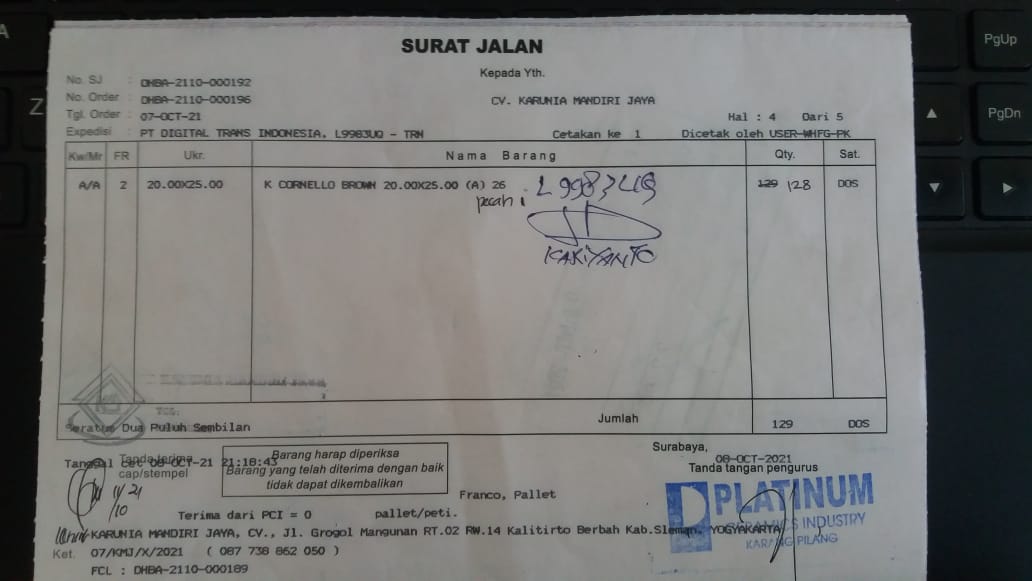 SURAT JALAN
Kepada Yth.
No. SJ : DHBA-2110-000192
No. Order : DHBA-2110-000196
CV. KARUNIA MANDIRI JAYA
Tgl. Order : 07-OCT-21
Hal : 4 Dari 5
Expedisi : PT DIGITAL TRANS INDONESIA. L9983UQ - TRN Cetakan ke 1 Dicetak oleh USER-WHFG-PK
Kw/Mr FR Ukr. Nama Barang Qty. Sat.
A/A 2 20.00X25.00 K CORNELLO BROWN 20.00X25.00 (A) 26 L 9983 UQ 129 128 DOS
pecah 1
KAKIYANTO
Jumlah
Seratus Dua Puluh Sembilan 129 DOS
Surabaya,
Tanggal cet 08-OCT-21 21:18:43
08-OCT-2021
Tanda terima
cap/stempel
Tanda tangan pengurus
Barang harap diperiksa
Barang yang telah diterima dengan baik
tidak dapat dikembalikan
PLATINUM
CERAMICS INDUSTRY
KARANG PILANG
Franco, Pallet
11/21
/10
Terima dari PCI = 0 pallet/peti.
KARUNIA MANDIRI JAYA, CV., Jl. Grogol Mangunan RT.02 RW.14 Kalitirto Berbah Kab.Sleman, YOGYAKARTA
Ket. 07/KMJ/X/2021 ( 087 738 862 050 )
FCL : DHBA-2110-000189
Z
PgUp
PgDn